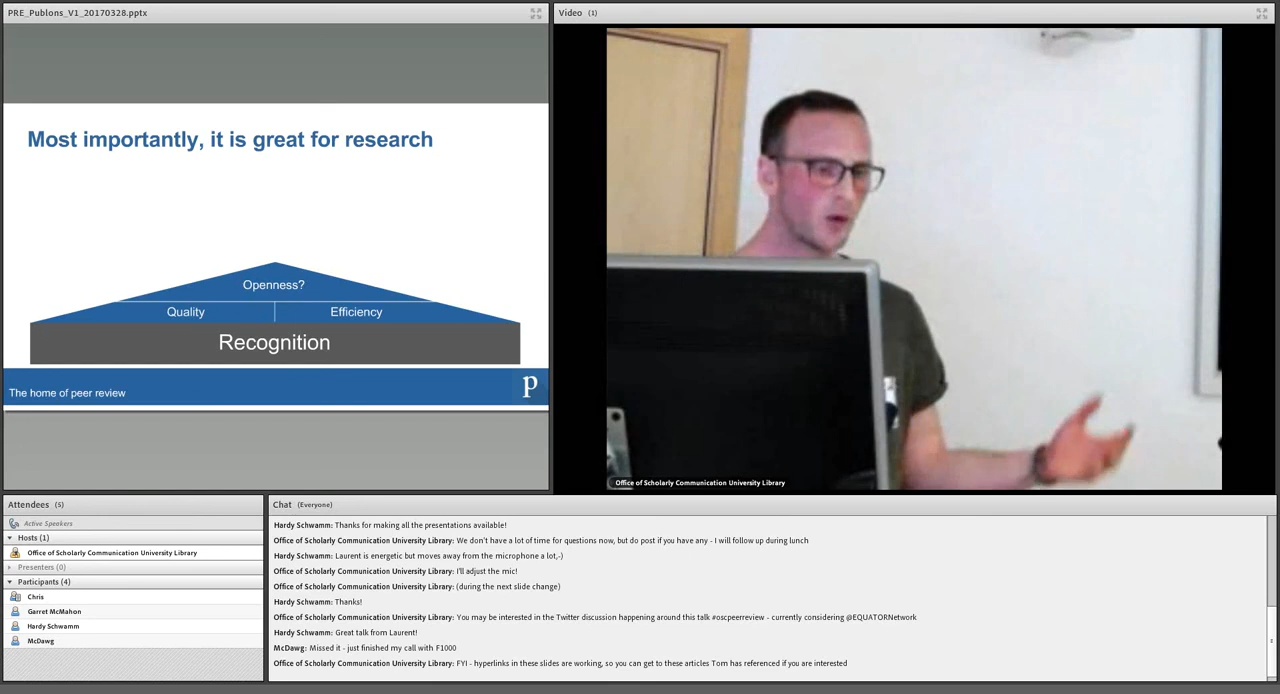 PRE_Publons_V1_20170328.pptx
Most importantly, it is great for research
Openness?
Quality
Efficiency
Recognition
The home of peer review
p
Video (1)
Office of Scholarly Communication University Library
Attendees (5)
Active Speakers
Hosts (1)
Office of Scholarly Communication University Library
Presenters (0)
Participants (4)
Chris
Garret McMahon
Hardy Schwamm
McDawg
Chat (Everyone)
Hardy Schwamm: Thanks for making all the presentations available!
Office of Scholarly Communication University Library: We don't have a lot of time for questions now, but do post if you have any - I will follow up during lunch
Hardy Schwamm: Laurent is energetic but moves away from the microphone a lot,-)
Office of Scholarly Communication University Library: I'll adjust the mic!
Office of Scholarly Communication University Library: (during the next slide change)
Hardy Schwamm: Thanks!
Office of Scholarly Communication University Library: You may be interested in the Twitter discussion happening around this talk #oscpeerreview - currently considering @EQUATORNetwork
Hardy Schwamm: Great talk from Laurent!
McDawg: Missed it - just finished my call with F1000
Office of Scholarly Communication University Library: FYI - hyperlinks in these slides are working, so you can get to these articles Tom has referenced if you are interested